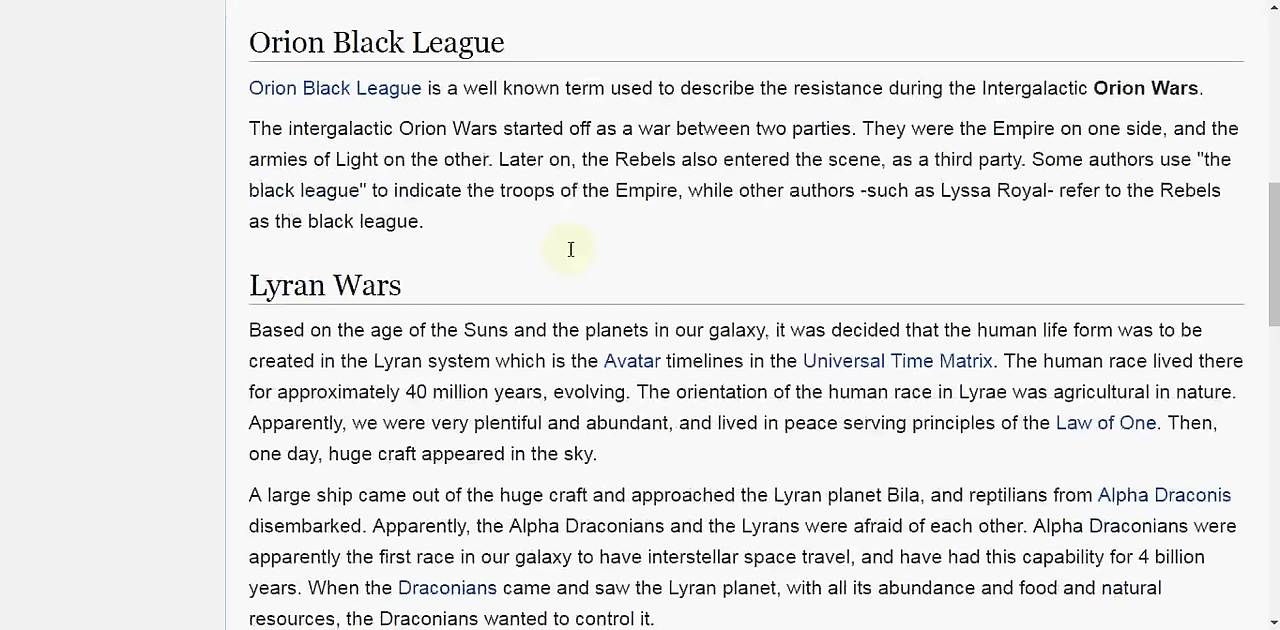 Orion Black League
Orion Black League is a well known term used to describe the resistance during the Intergalactic Orion Wars.
The intergalactic Orion Wars started off as a war between two parties. They were the Empire on one side, and the
armies of Light on the other. Later on, the Rebels also entered the scene, as a third party. Some authors use "the
black league" to indicate the troops of the Empire, while other authors -such as Lyssa Royal- refer to the Rebels
as the black league.
Lyran Wars
Based on the age of the Suns and the planets in our galaxy, it was decided that the human life form was to be
created in the Lyran system which is the Avatar timelines in the Universal Time Matrix. The human race lived there
for approximately 40 million years, evolving. The orientation of the human race in Lyrae was agricultural in nature.
Apparently, we were very plentiful and abundant, and lived in peace serving principles of the Law of One. Then,
one day, huge craft appeared in the sky.
A large ship came out of the huge craft and approached the Lyran planet Bila, and reptilians from Alpha Draconis
disembarked. Apparently, the Alpha Draconians and the Lyrans were afraid of each other. Alpha Draconians were
apparently the first race in our galaxy to have interstellar space travel, and have had this capability for 4 billion
years. When the Draconians came and saw the Lyran planet, with all its abundance and food and natural
resources, the Draconians wanted to control it.